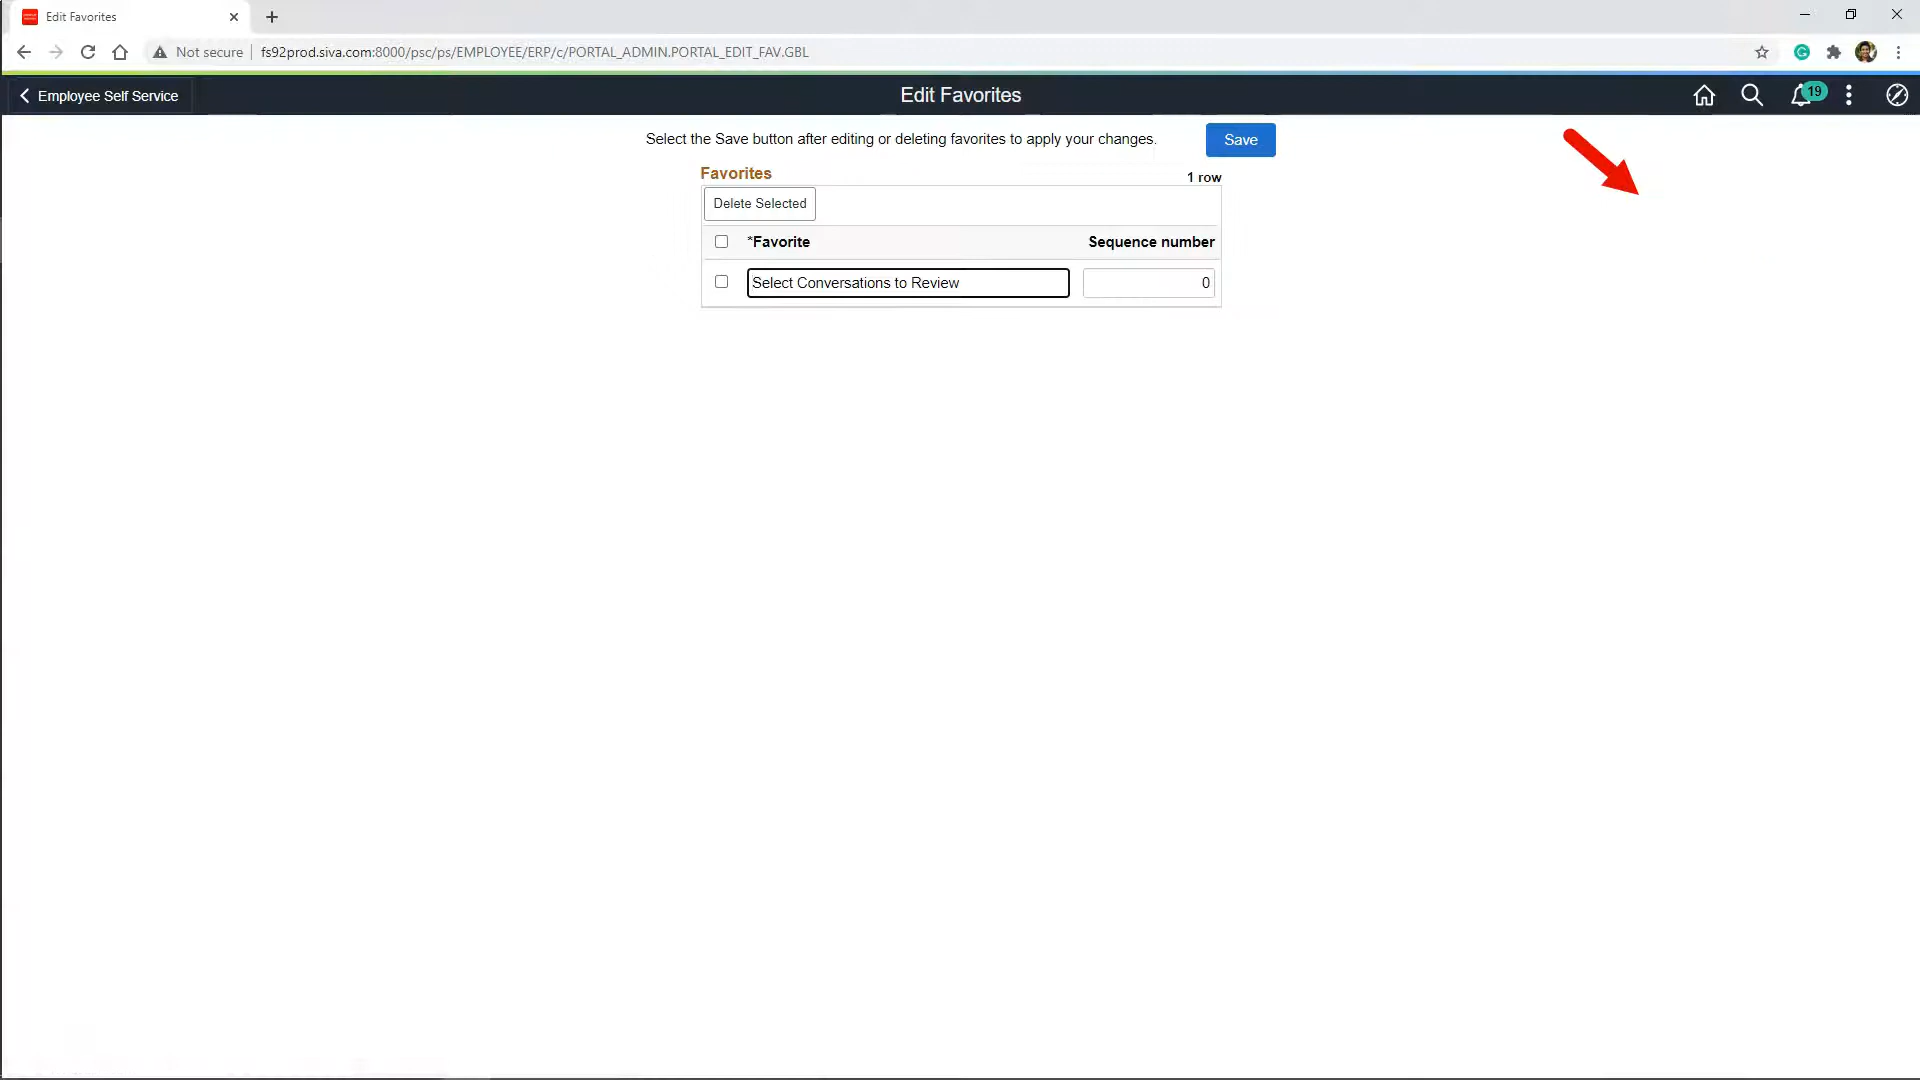 Edit Favorites
Not secure
fs92prod.siva.com:8000/psc/ps/EMPLOYEE/ERP/c/PORTAL_ADMIN.PORTAL_EDIT_FAV.GBL
Employee Self Service
Edit Favorites
19
Select the Save button after editing or deleting favorites to apply your changes.
Save
Favorites
1 row
Delete Selected
*Favorite
Sequence number
Select Conversations to Review
0